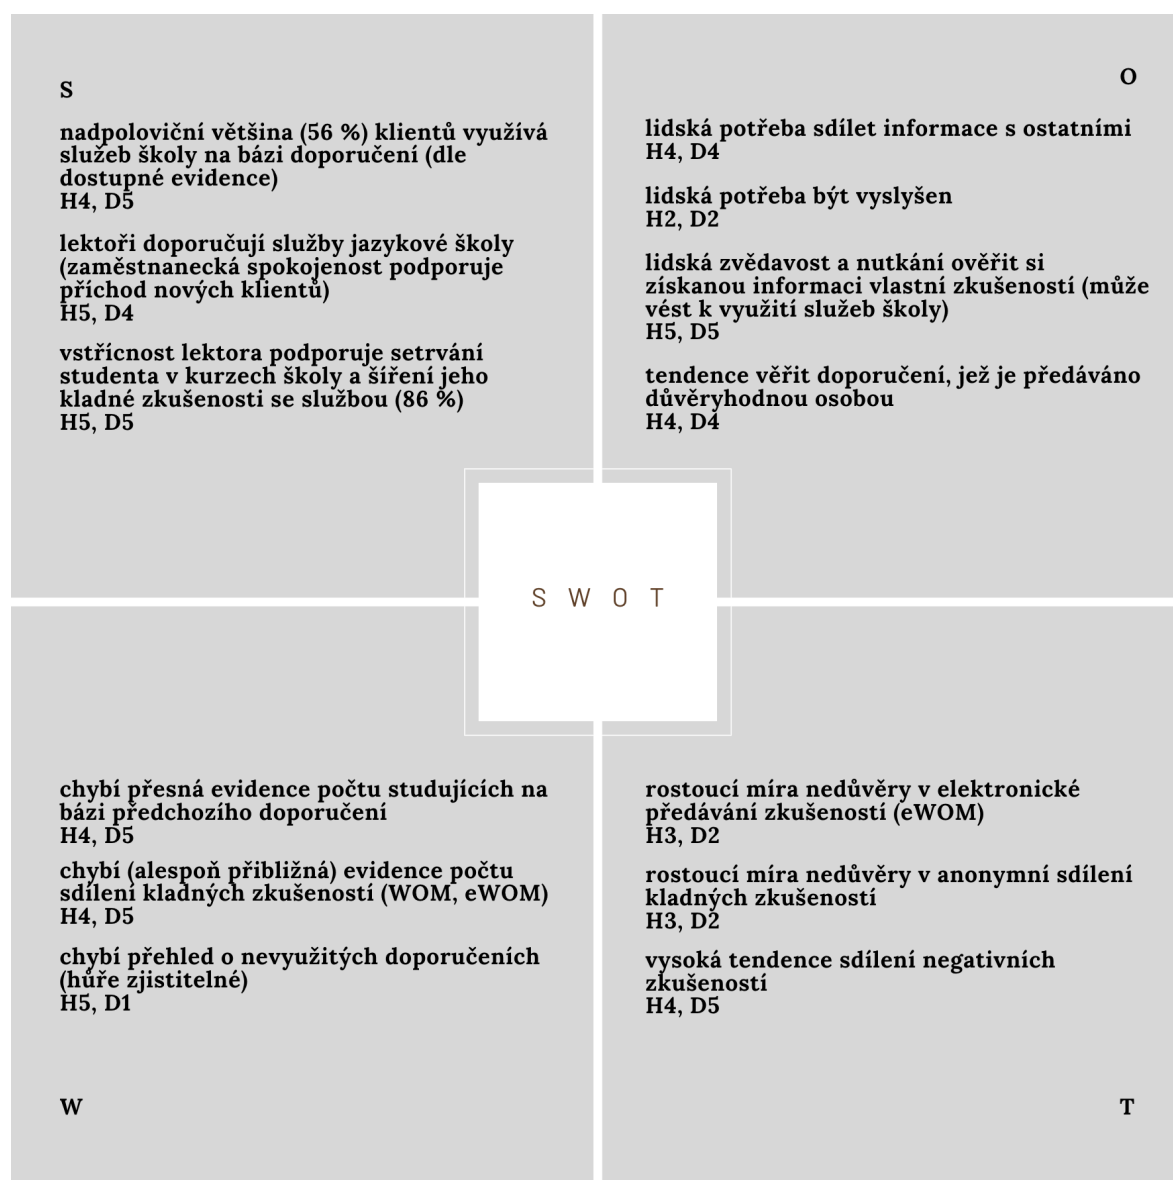 S
nadpoloviční většina (56 %) klientů využívá
služeb školy na bázi doporučení (dle
dostupné evidence)
H4, D5
lektoři doporučují služby jazykové školy
(zaměstnanecká spokojenost podporuje
příchod nových klientů)
H5, D4
vstřícnost lektora podporuje setrvání
studenta v kurzech školy a šíření jeho
kladné zkušenosti se službou (86 %)
H5, D5
O
lidská potřeba sdílet informace s ostatními
H4, D4
lidská potřeba být vyslyšen
H2, D2
lidská zvědavost a nutkání ověřit si
získanou informaci vlastní zkušeností (může
vést k využití služeb školy)
H5, D5
tendence věřit doporučení, jež je předáváno
důvěryhodnou osobou
H4, D4
S W O T
chybí přesná evidence počtu studujících na
bázi předchozího doporučení
H4, D5
chybí (alespoň přibližná) evidence počtu
sdílení kladných zkušeností (WOM, eWOM)
H4, D5
chybí přehled o nevyužitých doporučeních
(hůře zjistitelné)
H5, D1
W
rostoucí míra nedůvěry v elektronické
předávání zkušeností (eWOM)
H3, D2
rostoucí míra nedůvěry v anonymní sdílení
kladných zkušeností
H3, D2
vysoká tendence sdílení negativních
zkušeností
H4, D5
T